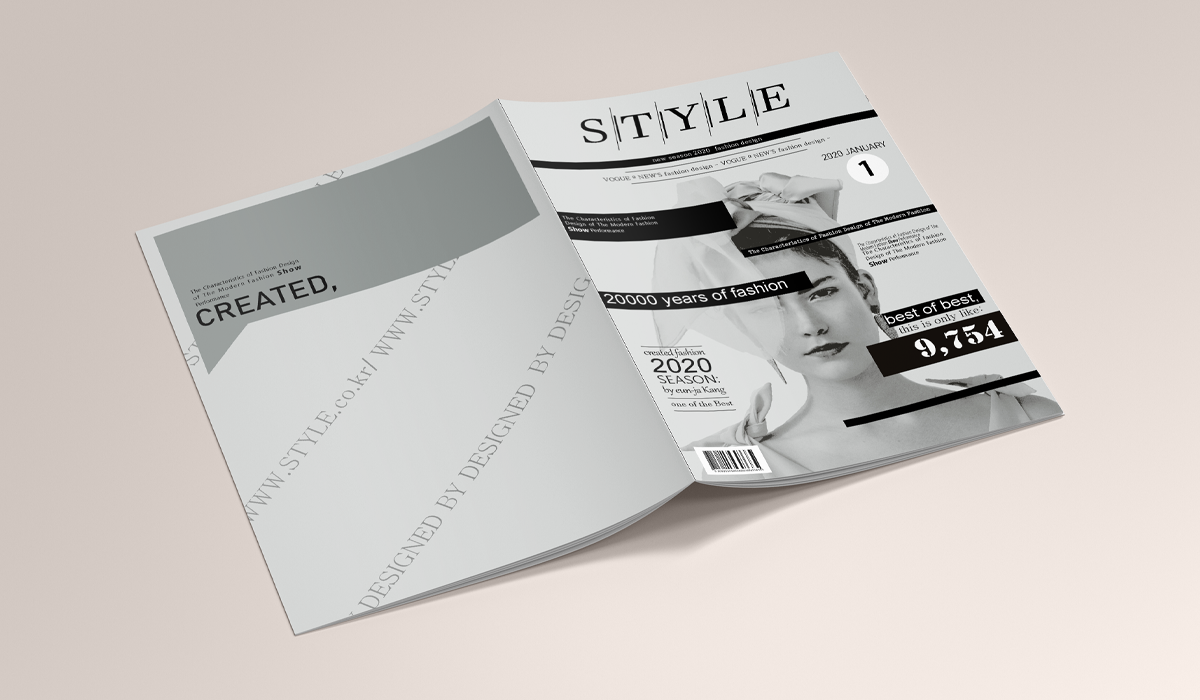 The Characteristics of Fashion Design
of The Modern Fashion Show
Performance
CREATED,
WWW.STYLE.co.kr/ WWW.STYL
DESIGNED BY DESIGNED BY DESIG
S|T|Y|L|E
new season 2020 fashion design
VOGUE # NEW'S fashion design ~ VOGUE # NEW'S fashion design ~
2020 JANUARY
1
The Characteristics of Fashion
Design of The Modern Fashion
Show Performance
The Characteristics of Fashion Design of The Modern Fashion
The Characteristics of Fashion Design of The
Modern Fashion Show Performance
The Characteristics of Fashion
Design of The Modern Fashion
Show Performance
20000 years of fashion
best of best,
this is only like:
9,754
created fashion
2020
SEASON:
by eun-ja Kang
one of the Best